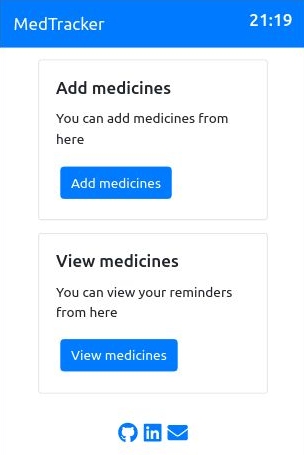 MedTracker
21:19
Add medicines
You can add medicines from
here
Add medicines
View medicines
You can view your reminders
from here
View medicines